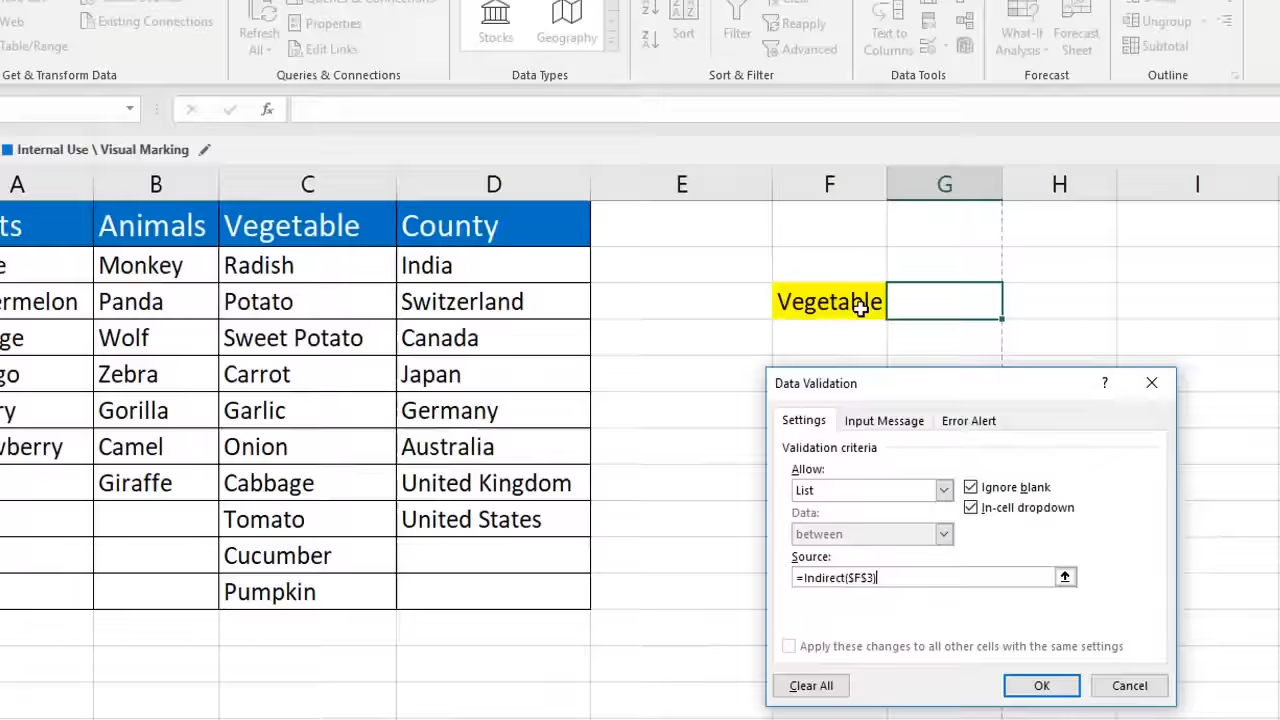 Web
Existing Connections
Table/Range
Get & Transform Data
Queries & Connections
Properties
Edit Links
Refresh
All
Queries & Connections
Stocks
Geography
Data Types
Sort
Filter
Clear
Reapply
Advanced
Sort & Filter
Text to
Columns
Data Tools
What-If
Analysis
Forecast
Sheet
Forecast
Ungroup
Subtotal
Outline
fx
Internal Use \ Visual Marking
A B C D E F G H I
ts Animals Vegetable County
e Monkey Radish India
ermelon Panda Potato Switzerland Vegetable
ge Wolf Sweet Potato Canada
go Zebra Carrot Japan
ry Gorilla Garlic Germany
wberry Camel Onion Australia
Giraffe Cabbage United Kingdom
Tomato United States
Cucumber
Pumpkin
Data Validation
?
Settings Input Message Error Alert
Validation criteria
Allow:
List
Ignore blank
In-cell dropdown
Data:
between
Source:
=Indirect($F$3)
Apply these changes to all other cells with the same settings
Clear All OK Cancel